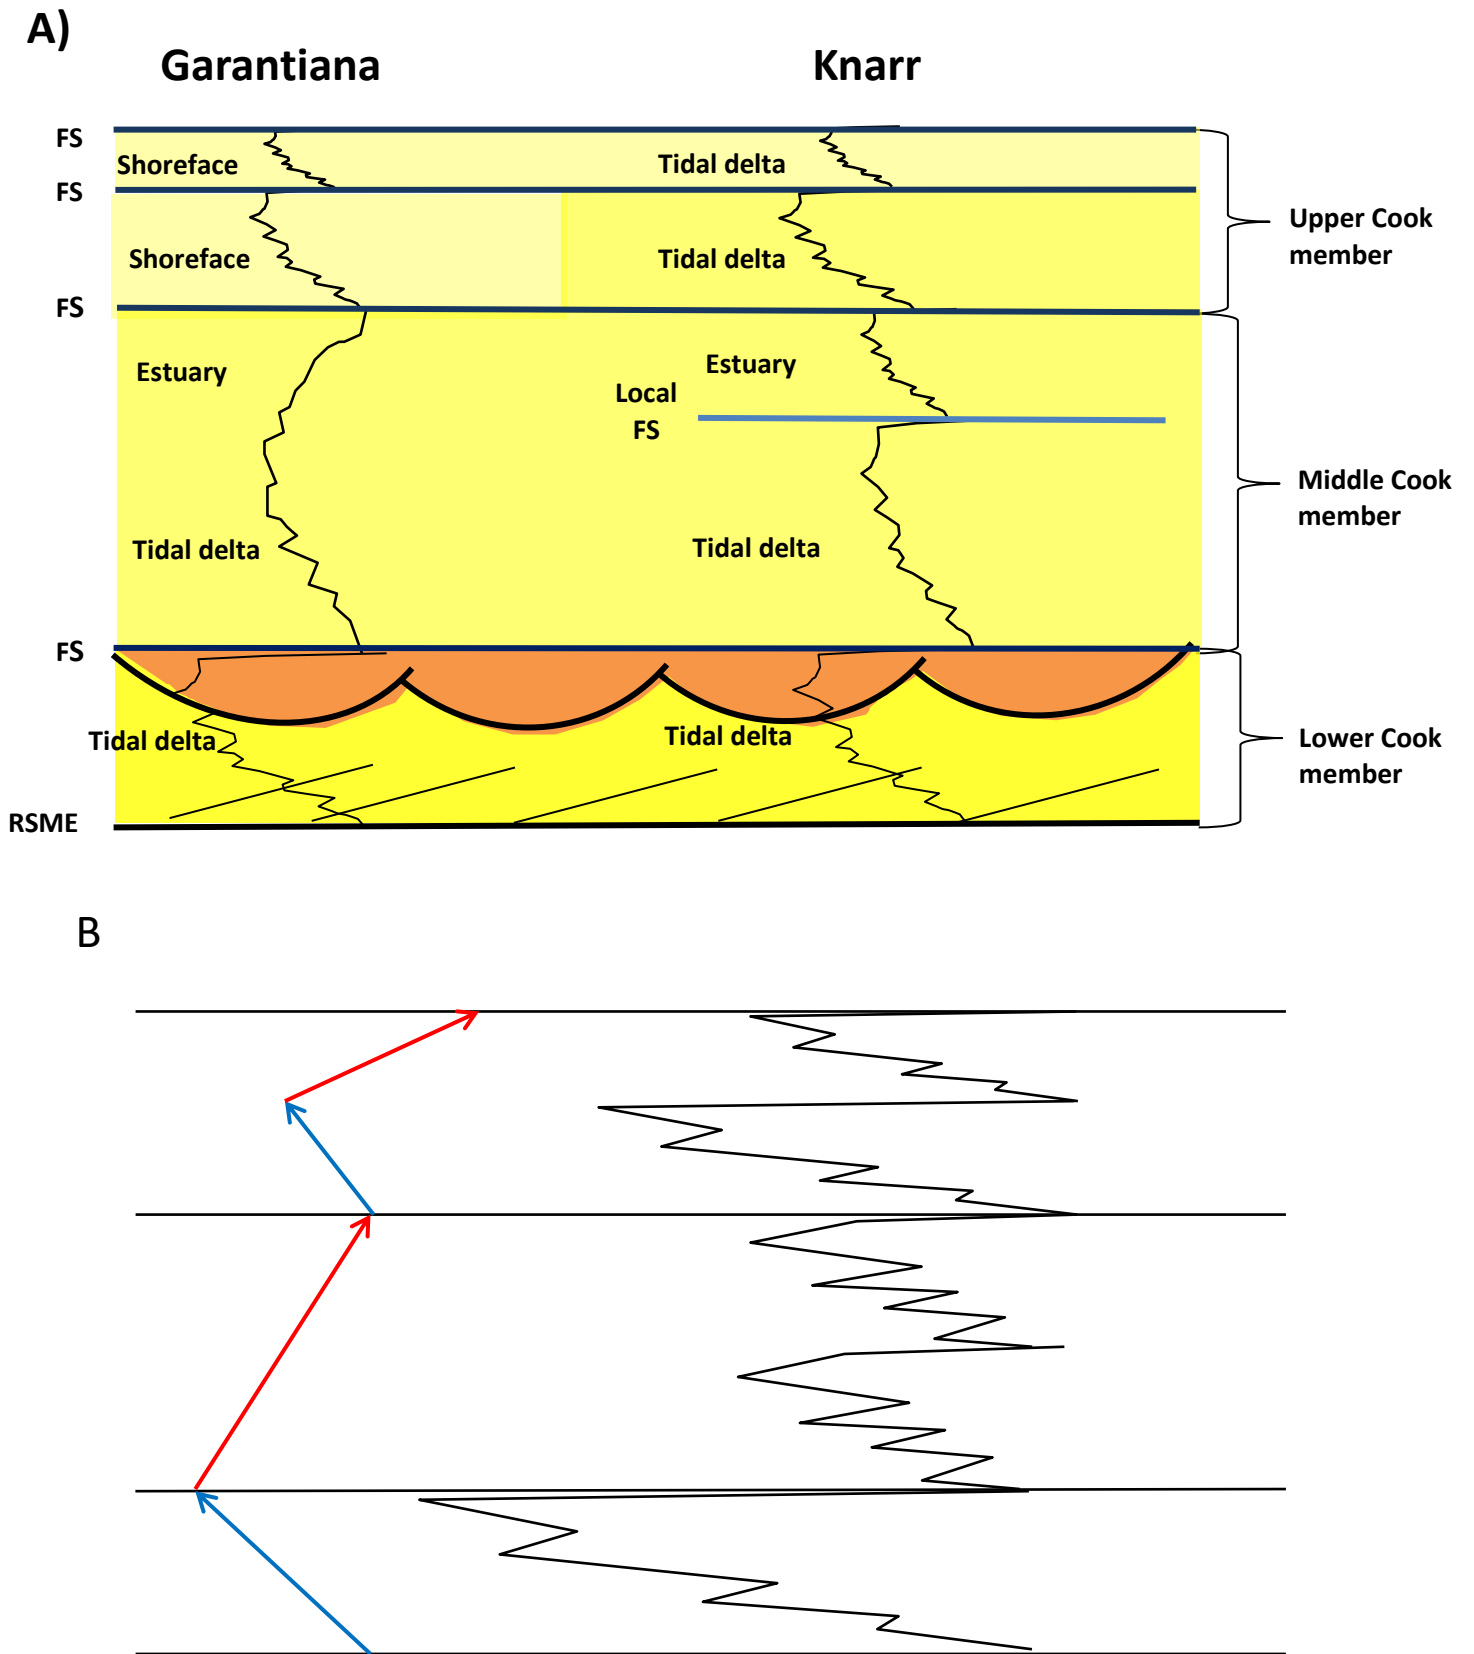 A)
Garantiana
Knarr
FS
Shoreface
Tidal delta
FS
Upper Cook
member
Shoreface
Tidal delta
FS
Estuary
Estuary
Local
FS
Middle Cook
member
Tidal delta
Tidal delta
FS
Tidal delta
Tidal delta
Lower Cook
member
RSME
B